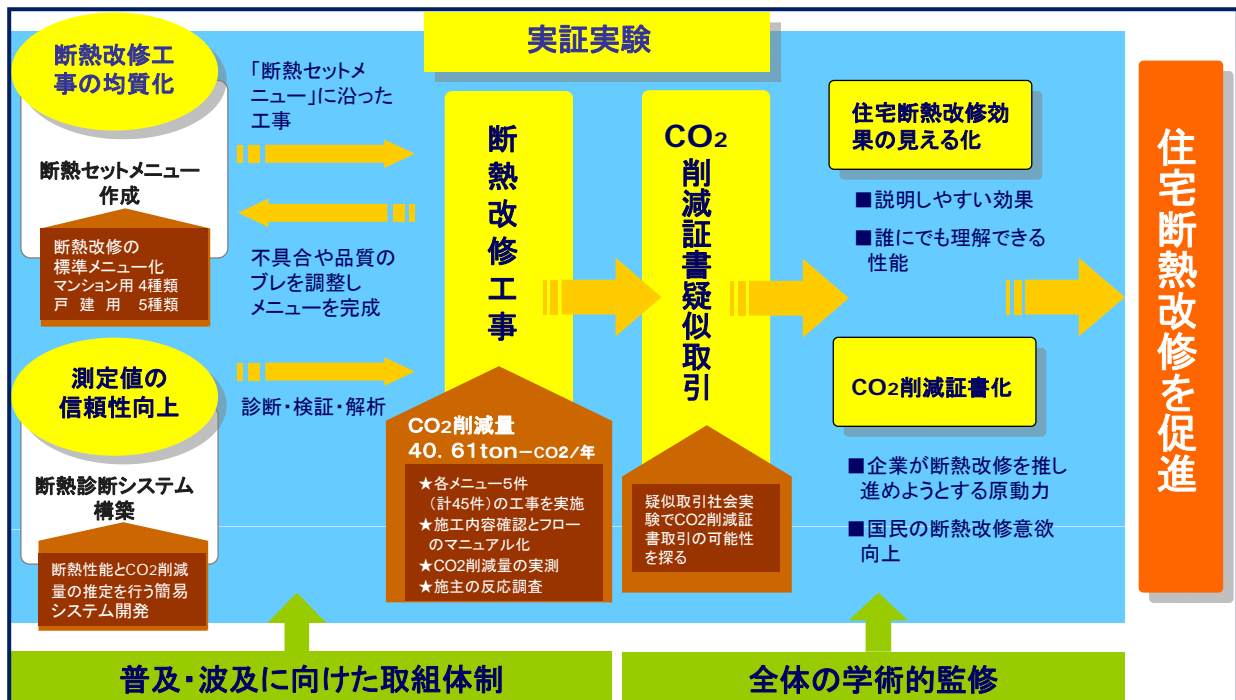 実証実験
断熱改修工
事の均質化
断熱セットメニュー
作成
断熱改修の
標準メニュー化
マンション用 4種類
戸 建 用 5種類
「断熱セットメ
ニュー」に沿った
工事
不具合や品質の
ブレを調整し
メニューを完成
測定値の
信頼性向上
断熱診断システム
構築
断熱性能とCO2削減
量の推定を行う簡易
システム開発
診断・検証・解析
断熱改修工事
CO2削減量
40. 61ton-CO2/年
★各メニュー5件
(計45件)の工事を実施
★施工内容確認とフロー
のマニュアル化
★CO2削減量の実測
★施主の反応調査
CO2削減証書疑似取引
疑似取引社会実
験でCO2削減証
書取引の可能性
を探る
住宅断熱改修効
果の見える化
■説明しやすい効果
■誰にでも理解できる
性能
CO2削減証書化
■企業が断熱改修を推し
進めようとする原動力
■国民の断熱改修意欲
向上
住宅断熱改修を促進
普及・波及に向けた取組体制
全体の学術的監修